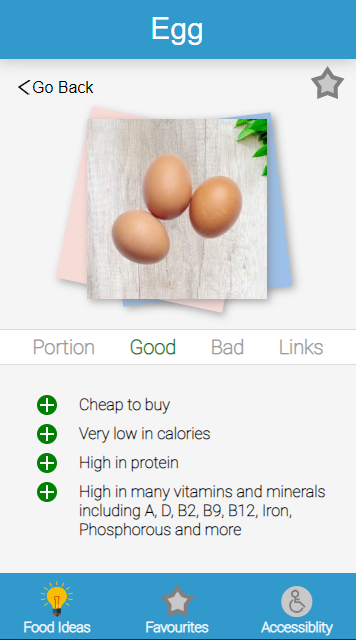 Egg
Go Back
Portion Good Bad Links
Cheap to buy
Very low in calories
High in protein
High in many vitamins and minerals
including A, D, B2, B9, B12, Iron,
Phosphorous and more
Food Ideas Favourites Accessiblity